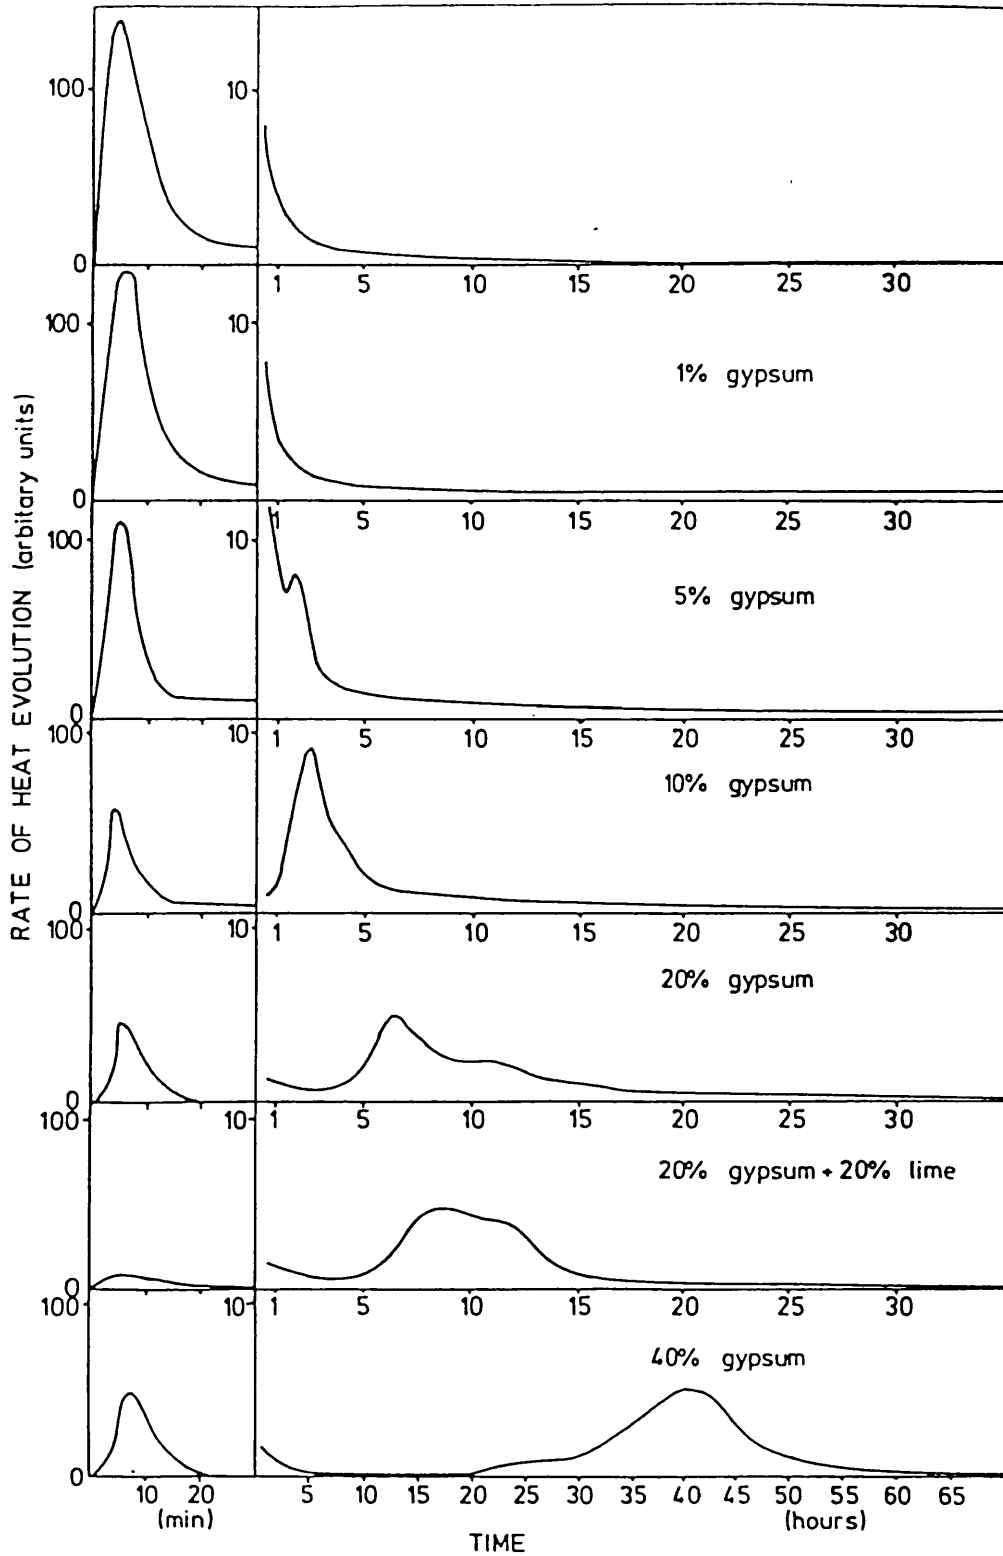 100
10
0
1 5 10 15 20 25 30
100
10
1% gypsum
0
1 5 10 15 20 25 30
100
10
5% gypsum
0
1 5 10 15 20 25 30
100
10
10% gypsum
0
1 5 10 15 20 25 30
100
10
20% gypsum
0
1 5 10 15 20 25 30
100
10
20% gypsum + 20% lime
0
1 5 10 15 20 25 30
100
10
40% gypsum
0
10 20 5 10 15 20 25 30 35 40 45 50 55 60 65
(min) (hours)
TIME
RATE OF HEAT EVOLUTION (arbitary units)